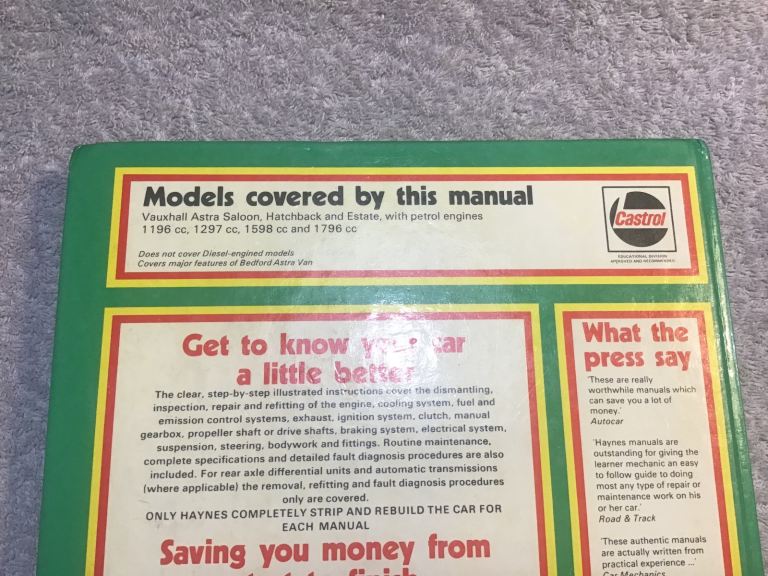 Models covered by this manual
Vauxhall Astra Saloon, Hatchback and Estate, with petrol engines
1196 cc, 1297 cc, 1598 cc and 1796 cc
Does not cover Diesel-engined models
Covers major features of Bedford Astra Van
Castrol
EDUCATIONAL DIVISION
APPROVED AND RECOMMENDED
Get to know your car
a little better
The clear, step-by-step illustrated instructions cover the dismantling,
inspection, repair and refitting of the engine, cooling system, fuel and
emission control systems, exhaust, ignition system, clutch, manual
gearbox, propeller shaft or drive shafts, braking system, electrical system,
suspension, steering, bodywork and fittings. Routine maintenance,
complete specifications and detailed fault diagnosis procedures are also
included. For rear axle differential units and automatic transmissions
(where applicable) the removal, refitting and fault diagnosis procedures
only are covered.
ONLY HAYNES COMPLETELY STRIP AND REBUILD THE CAR FOR
EACH MANUAL
Saving you money from
What the
press say
'These are really
worthwhile manuals which
can save you a lot of
money.'
Autocar
'Haynes manuals are
outstanding for giving the
learner mechanic an easy
to follow guide to doing
most any type of repair or
maintenance work on his
or her car.'
Road & Track
'These authentic manuals
are actually written from
practical experience ...'
Car Mechanics